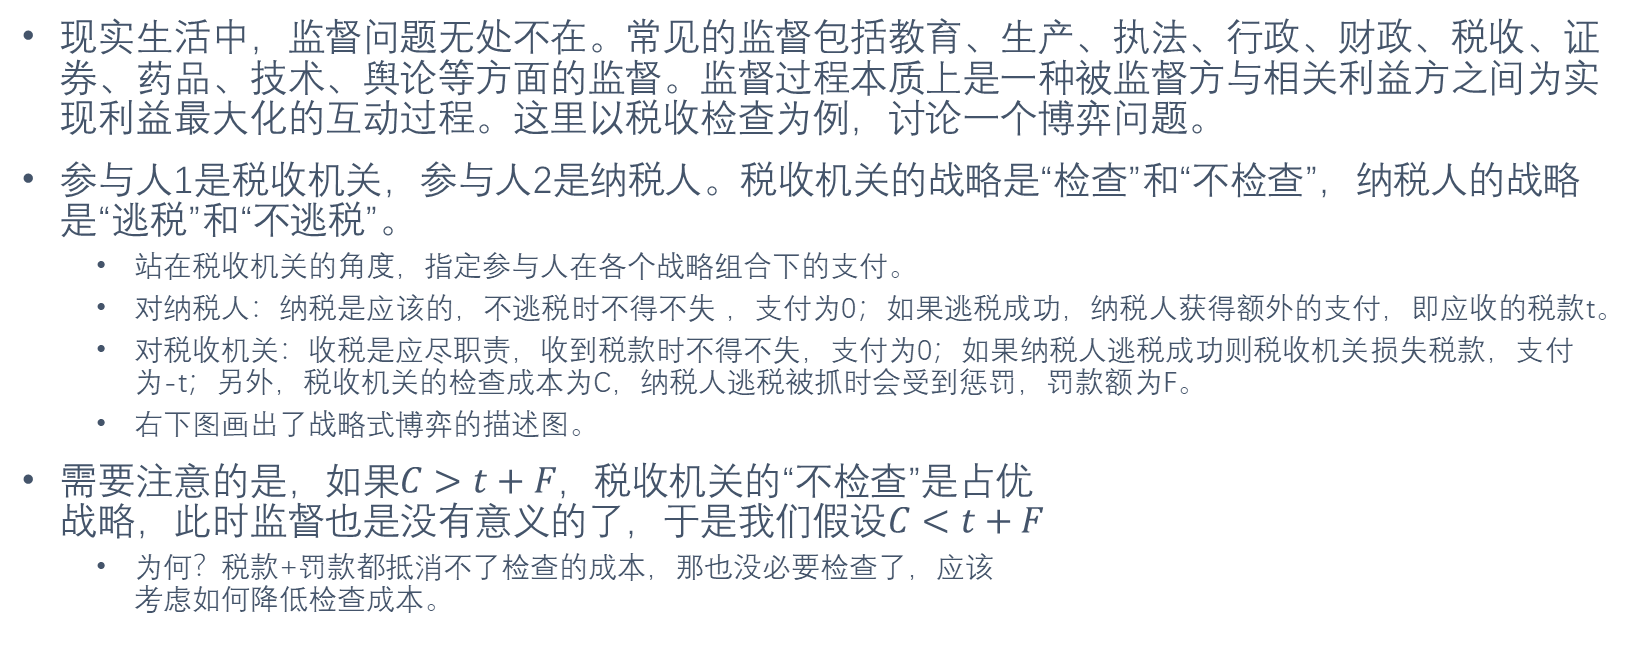 • 现实生活中，监督问题无处不在。常见的监督包括教育、生产、执法、行政、财政、税收、证
券、药品、技术、舆论等方面的监督。监督过程本质上是一种被监督方与相关利益方之间为实
现利益最大化的互动过程。这里以税收检查为例，讨论一个博弈问题。
• 参与人1是税收机关，参与人2是纳税人。税收机关的战略是“检查”和“不检查”，纳税人的战略
是“逃税”和“不逃税”。
• 站在税收机关的角度，指定参与人在各个战略组合下的支付。
• 对纳税人：纳税是应该的，不逃税时不得不失 ，支付为0；如果逃税成功，纳税人获得额外的支付，即应收的税款t。
• 对税收机关：收税是应尽职责，收到税款时不得不失，支付为0；如果纳税人逃税成功则税收机关损失税款，支付
为-t；另外，税收机关的检查成本为C，纳税人逃税被抓时会受到惩罚，罚款额为F。
• 右下图画出了战略式博弈的描述图。
• 需要注意的是，如果C > t + F，税收机关的“不检查”是占优
战略，此时监督也是没有意义的了，于是我们假设C < t + F
• 为何？税款+罚款都抵消不了检查的成本，那也没必要检查了，应该
考虑如何降低检查成本。